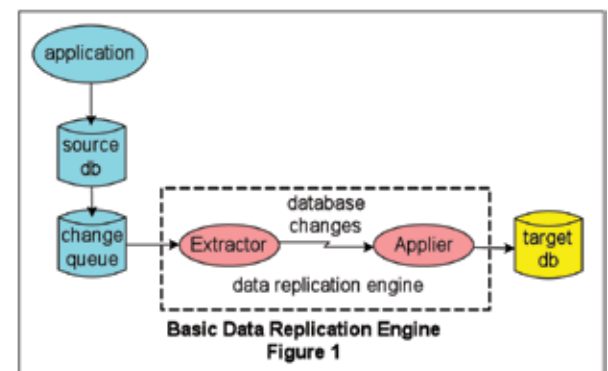 application
source
db
change
queue
Extractor
database
changes
Applier
target
db
data replication engine
Basic Data Replication Engine
Figure 1